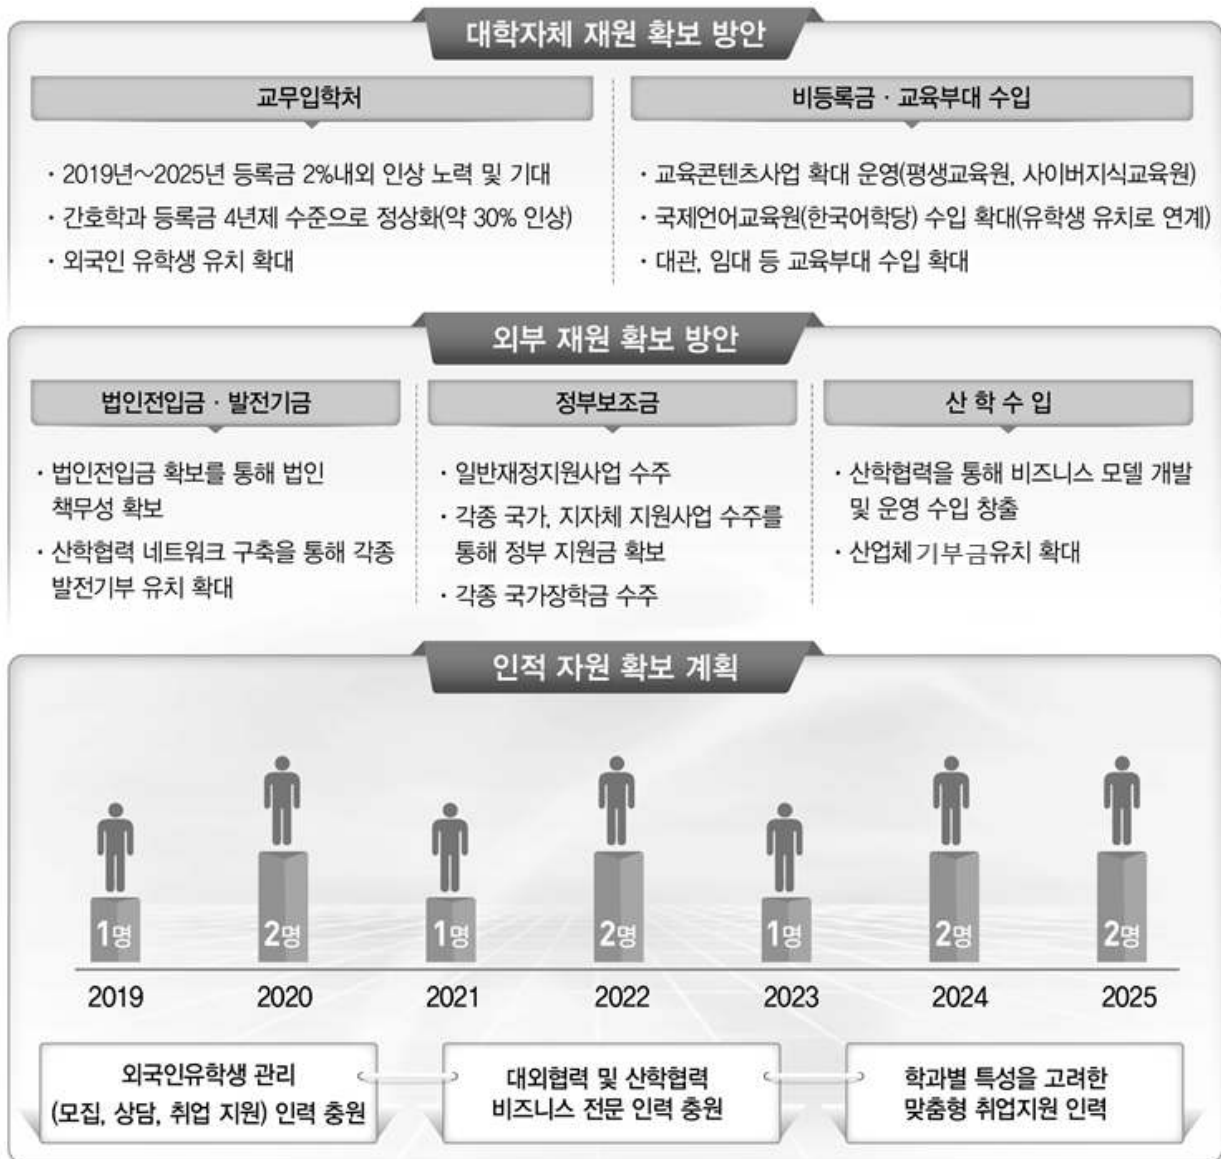 대학자체 재원 확보 방안
교무입학처
· 2019년~2025년 등록금 2%내외 인상 노력 및 기대
· 간호학과 등록금 4년제 수준으로 정상화(약 30% 인상)
· 외국인 유학생 유치 확대
비등록금 · 교육부대 수입
· 교육콘텐츠사업 확대 운영(평생교육원, 사이버지식교육원)
· 국제언어교육원(한국어학당) 수입 확대(유학생 유치로 연계)
· 대관, 임대 등 교육부대 수입 확대
외부 재원 확보 방안
법인전입금 · 발전기금
· 법인전입금 확보를 통해 법인
책무성 확보
· 산학협력 네트워크 구축을 통해 각종
발전기부 유치 확대
정부보조금
· 일반재정지원사업 수주
· 각종 국가, 지자체 지원사업 수주를
통해 정부 지원금 확보
· 각종 국가장학금 수주
산 학 수 입
· 산학협력을 통해 비즈니스 모델 개발
및 운영 수입 창출
· 산업체 기부금유치 확대
인적 자원 확보 계획
1명 2명 1명 2명 1명 2명 2명
2019 2020 2021 2022 2023 2024 2025
외국인유학생 관리
(모집, 상담, 취업 지원) 인력 충원
대외협력 및 산학협력
비즈니스 전문 인력 충원
학과별 특성을 고려한
맞춤형 취업지원 인력